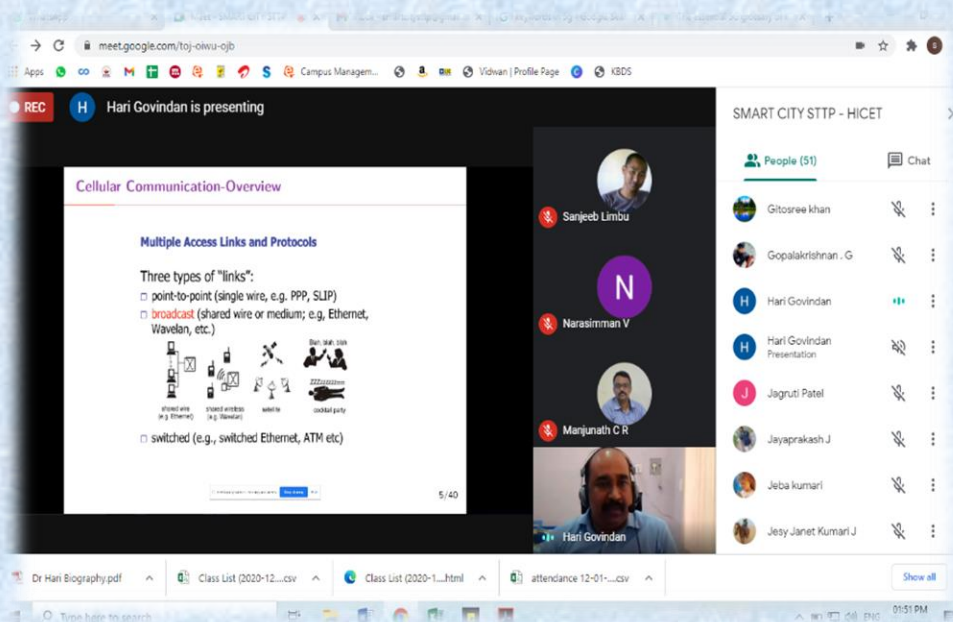 meet.google.com/toj-oiwu-ojb
Apps
Campus Managem...
Vidwan | Profile Page
KBDS
REC
H
Hari Govindan is presenting
SMART CITY STTP - HICET
People (51)
Chat
Cellular Communication-Overview
Multiple Access Links and Protocols
Three types of "links":
point-to-point (single wire, e.g. PPP, SLIP)
broadcast (shared wire or medium; e.g, Ethernet,
Wavelan, etc.)
shared wire
(e.g. Ethernet)
shared wireless
(e.g. Wavelan)
satellite
cocktail party
switched (e.g., switched Ethernet, ATM etc)
5/40
Sanjeeb Limbu
N
Narasimman V
Manjunath C R
Hari Govindan
Gitosree khan
Gopalakrishnan . G
H
Hari Govindan
H
Hari Govindan
Presentation
J
Jagruti Patel
Jayaprakash J
Jeba kumari
Jesy Janet Kumari J
Dr Hari Biography.pdf
Class List (2020-12....csv
Class List (2020-1....html
attendance 12-01-....csv
Show all
Type here to search
ENG
01:51 PM